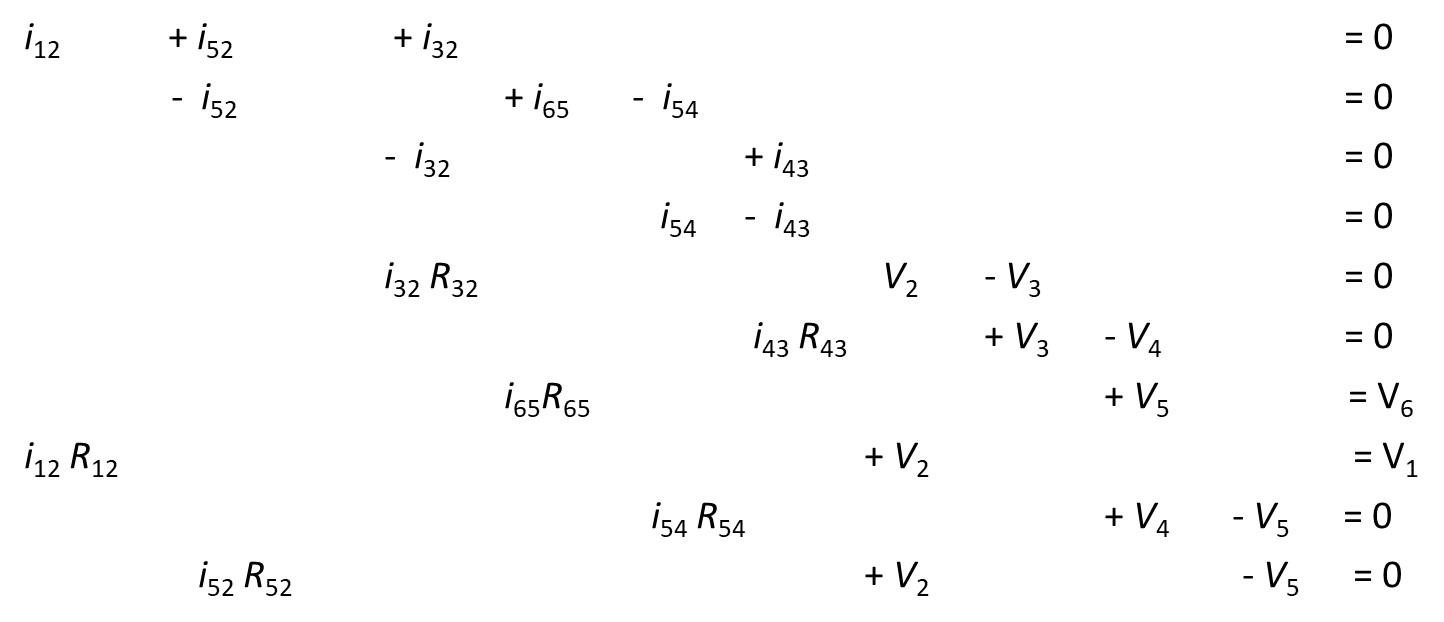 i₁₂ + i₅₂ + i₃₂ = 0
- i₅₂ + i₆₅ - i₅₄ = 0
- i₃₂ + i₄₃ = 0
i₅₄ - i₄₃ = 0
i₃₂ R₃₂ V₂ - V₃ = 0
i₄₃ R₄₃ + V₃ - V₄ = 0
i₆₅R₆₅ + V₅ = V₆
i₁₂ R₁₂ + V₂ = V₁
i₅₄ R₅₄ + V₄ - V₅ = 0
i₅₂ R₅₂ + V₂ - V₅ = 0